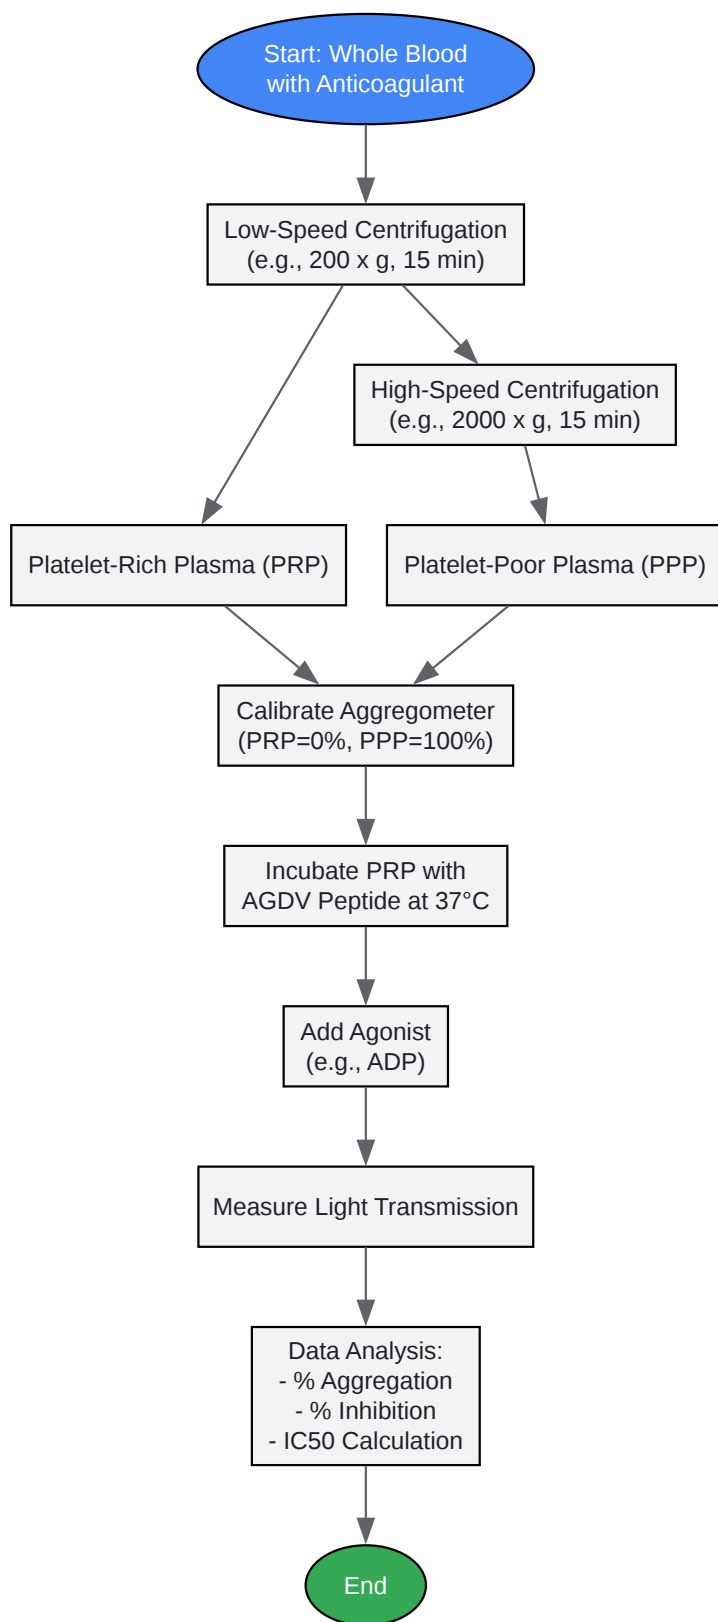 Start: Whole Blood
with Anticoagulant
Low-Speed Centrifugation
(e.g., 200 x g, 15 min)
High-Speed Centrifugation
(e.g., 2000 x g, 15 min)
Platelet-Rich Plasma (PRP)
Platelet-Poor Plasma (PPP)
Calibrate Aggregometer
(PRP=0%, PPP=100%)
Incubate PRP with
AGDV Peptide at 37°C
Add Agonist
(e.g., ADP)
Measure Light Transmission
Data Analysis:
- % Aggregation
- % Inhibition
- IC50 Calculation
End